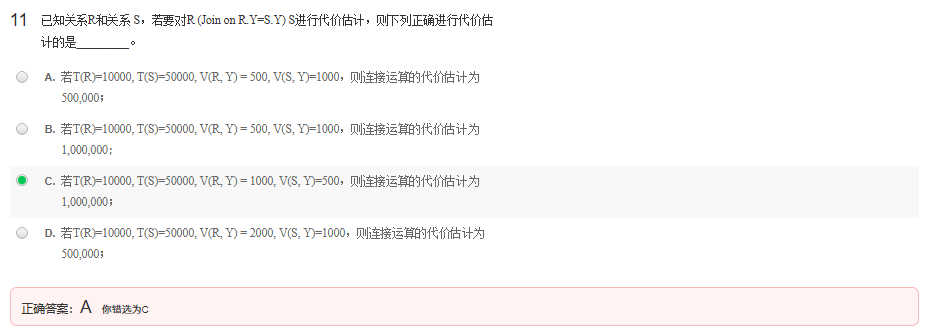 11 已知关系R和关系 S，若要对R (Join on R.Y=S.Y) S进行代价估计，则下列正确进行代价估
计的是________。
A. 若T(R)=10000, T(S)=50000, V(R, Y) = 500, V(S, Y)=1000，则连接运算的代价估计为
500,000；
B. 若T(R)=10000, T(S)=50000, V(R, Y) = 500, V(S, Y)=1000，则连接运算的代价估计为
1,000,000;
C. 若T(R)=10000, T(S)=50000, V(R, Y) = 1000, V(S, Y)=500，则连接运算的代价估计为
1,000,000；
D. 若T(R)=10000, T(S)=50000, V(R, Y) = 2000, V(S, Y)=1000，则连接运算的代价估计为
500,000；
正确答案：A 你错选为C